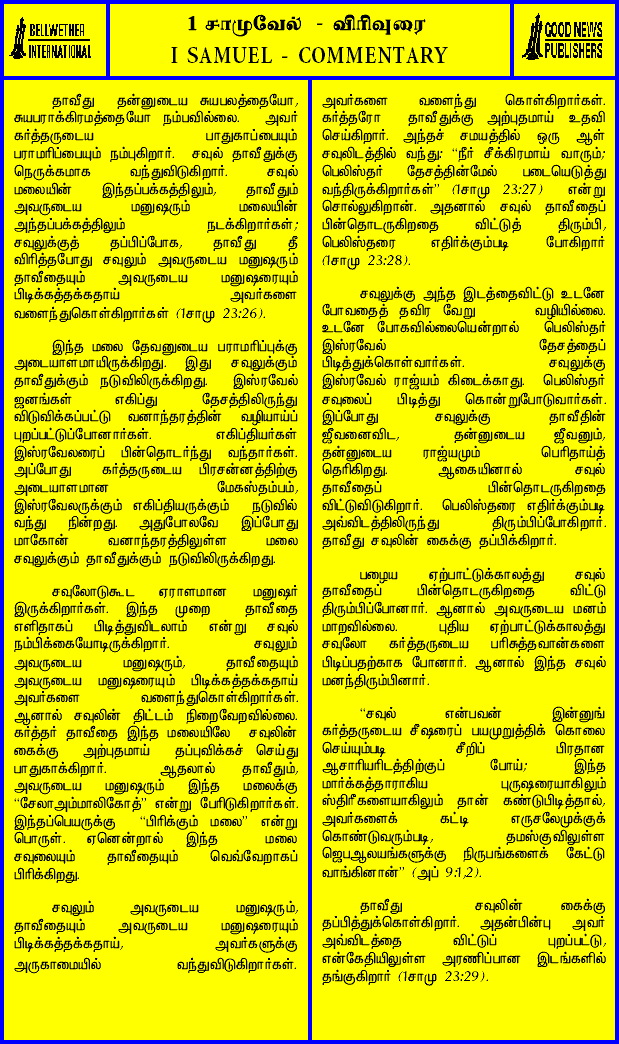 BELLWETHER
INTERNATIONAL
1 சாமுவேல் - விரிவுரை
I SAMUEL - COMMENTARY
GOOD NEWS
PUBLISHERS
தாவீது தன்னுடைய சுயபலத்தையோ,
சுயபராக்கிரமத்தையோ நம்பவில்லை. அவர்
கர்த்தருடைய பாதுகாப்பையும்
பராமரிப்பையும் நம்புகிறார். சவுல் தாவீதுக்கு
நெருக்கமாக வந்துவிடுகிறார். சவுல்
மலையின் இந்தப்பக்கத்திலும், தாவீதும்
அவருடைய மனுஷரும் மலையின்
அந்தப்பக்கத்திலும் நடக்கிறார்கள்;
சவுலுக்குத் தப்பிப்போக, தாவீது தீ
விரித்தபோது சவுலும் அவருடைய மனுஷரும்
தாவீதையும் அவருடைய மனுஷரையும்
பிடிக்கத்தக்கதாய் அவர்களை
வளைந்துகொள்கிறார்கள் (1சாமு 23:26).
இந்த மலை தேவனுடைய பராமரிப்புக்கு
அடையாளமாயிருக்கிறது. இது சவுலுக்கும்
தாவீதுக்கும் நடுவிலிருக்கிறது. இஸ்ரவேல்
ஜனங்கள் எகிப்து தேசத்திலிருந்து
விடுவிக்கப்பட்டு வனாந்தரத்தின் வழியாய்ப்
புறப்பட்டுப்போனார்கள். எகிப்தியர்கள்
இஸ்ரவேலரைப் பின்தொடர்ந்து வந்தார்கள்.
அப்போது கர்த்தருடைய பிரசன்னத்திற்கு
அடையாளமான மேகஸ்தம்பம்,
இஸ்ரவேலருக்கும் எகிப்தியருக்கும் நடுவில்
வந்து நின்றது. அதுபோலவே இப்போது
மாகோன் வனாந்தரத்திலுள்ள மலை
சவுலுக்கும் தாவீதுக்கும் நடுவிலிருக்கிறது.
சவுலோடுகூட ஏராளமான மனுஷர்
இருக்கிறார்கள். இந்த முறை தாவீதை
எளிதாகப் பிடித்துவிடலாம் என்று சவுல்
நம்பிக்கையோடிருக்கிறார். சவுலும்
அவருடைய மனுஷரும், தாவீதையும்
அவருடைய மனுஷரையும் பிடிக்கத்தக்கதாய்
அவர்களை வளைந்துகொள்கிறார்கள்.
ஆனால் சவுலின் திட்டம் நிறைவேறவில்லை.
கர்த்தர் தாவீதை இந்த மலையிலே சவுலின்
கைக்கு அற்புதமாய் தப்புவிக்கச் செய்து
பாதுகாக்கிறார். ஆதலால் தாவீதும்,
அவருடைய மனுஷரும் இந்த மலைக்கு
“சேலாஅம்மாலிகோத்” என்று பேரிடுகிறார்கள்.
இந்தப்பெயருக்கு “பிரிக்கும் மலை” என்று
பொருள். ஏனென்றால் இந்த மலை
சவுலையும் தாவீதையும் வெவ்வேறாகப்
பிரிக்கிறது.
சவுலும் அவருடைய மனுஷரும்,
தாவீதையும் அவருடைய மனுஷரையும்
பிடிக்கத்தக்கதாய், அவர்களுக்கு
அருகாமையில் வந்துவிடுகிறார்கள்.
அவர்களை வளைந்து கொள்கிறார்கள்.
கர்த்தரோ தாவீதுக்கு அற்புதமாய் உதவி
செய்கிறார். அந்தச் சமயத்தில் ஒரு ஆள்
சவுலிடத்தில் வந்து: “நீர் சீக்கிரமாய் வாரும்;
பெலிஸ்தர் தேசத்தின்மேல் படையெடுத்து
வந்திருக்கிறார்கள்” (1சாமு 23:27) என்று
சொல்லுகிறான். அதனால் சவுல் தாவீதைப்
பின்தொடருகிறதை விட்டுத் திரும்பி,
பெலிஸ்தரை எதிர்க்கும்படி போகிறார்
(1சாமு 23:28).
சவுலுக்கு அந்த இடத்தைவிட்டு உடனே
போவதைத் தவிர வேறு வழியில்லை.
உடனே போகவில்லையென்றால் பெலிஸ்தர்
இஸ்ரவேல் தேசத்தைப்
பிடித்துக்கொள்வார்கள். சவுலுக்கு
இஸ்ரவேல் ராஜ்யம் கிடைக்காது. பெலிஸ்தர்
சவுலைப் பிடித்து கொன்றுபோடுவார்கள்.
இப்போது சவுலுக்கு தாவீதின்
ஜீவனைவிட, தன்னுடைய ஜீவனும்,
தன்னுடைய ராஜ்யமும் பெரிதாய்த்
தெரிகிறது. ஆகையினால் சவுல்
தாவீதைப் பின்தொடருகிறதை
விட்டுவிடுகிறார். பெலிஸ்தரை எதிர்க்கும்படி
அவ்விடத்திலிருந்து திரும்பிப்போகிறார்.
தாவீது சவுலின் கைக்கு தப்பிக்கிறார்.
பழைய ஏற்பாட்டுக்காலத்து சவுல்
தாவீதைப் பின்தொடருகிறதை விட்டு
திரும்பிப்போனார். ஆனால் அவருடைய மனம்
மாறவில்லை. புதிய ஏற்பாட்டுக்காலத்து
சவுலோ கர்த்தருடைய பரிசுத்தவான்களை
பிடிப்பதற்காக போனார். ஆனால் இந்த சவுல்
மனந்திரும்பினார்.
“சவுல் என்பவன் இன்னுங்
கர்த்தருடைய சீஷரைப் பயமுறுத்திக் கொலை
செய்யும்படி சீறிப் பிரதான
ஆசாரியரிடத்திற்குப் போய்; இந்த
மார்க்கத்தாராகிய புருஷரையாகிலும்
ஸ்திரீகளையாகிலும் தான் கண்டுபிடித்தால்,
அவர்களைக் கட்டி எருசலேமுக்குக்
கொண்டுவரும்படி, தமஸ்குவிலுள்ள
ஜெபஆலயங்களுக்கு நிருபங்களைக் கேட்டு
வாங்கினான்” (அப் 9:1,2).
தாவீது சவுலின் கைக்கு
தப்பித்துக்கொள்கிறார். அதன்பின்பு அவர்
அவ்விடத்தை விட்டுப் புறப்பட்டு,
என்கேதியிலுள்ள அரணிப்பான இடங்களில்
தங்குகிறார் (1சாமு 23:29).